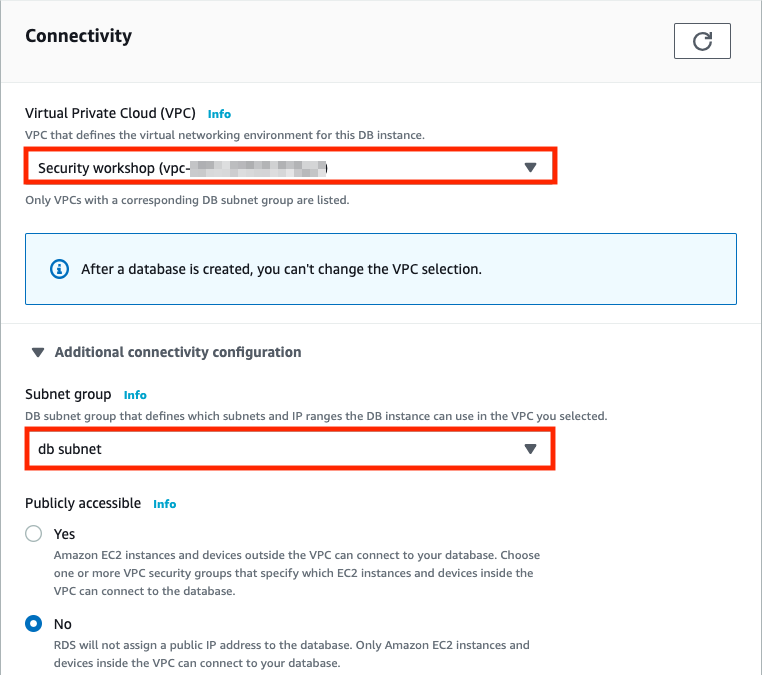 Connectivity
Virtual Private Cloud (VPC) Info
VPC that defines the virtual networking environment for this DB instance.
Security workshop (vpc- )
Only VPCs with a corresponding DB subnet group are listed.
After a database is created, you can't change the VPC selection.
Additional connectivity configuration
Subnet group Info
DB subnet group that defines which subnets and IP ranges the DB instance can use in the VPC you selected.
db subnet
Publicly accessible Info
Yes
Amazon EC2 instances and devices outside the VPC can connect to your database. Choose
one or more VPC security groups that specify which EC2 instances and devices inside the
VPC can connect to the database.
No
RDS will not assign a public IP address to the database. Only Amazon EC2 instances and
devices inside the VPC can connect to your database.